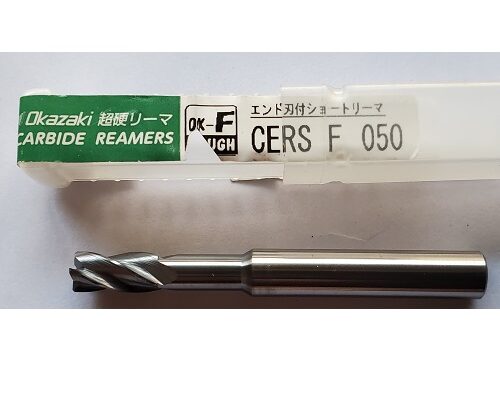 Okazaki 超硬リーマ
CARBIDE REAMERS
OK-F
UGH
エンド刃付ショートリーマ
CERS F 050